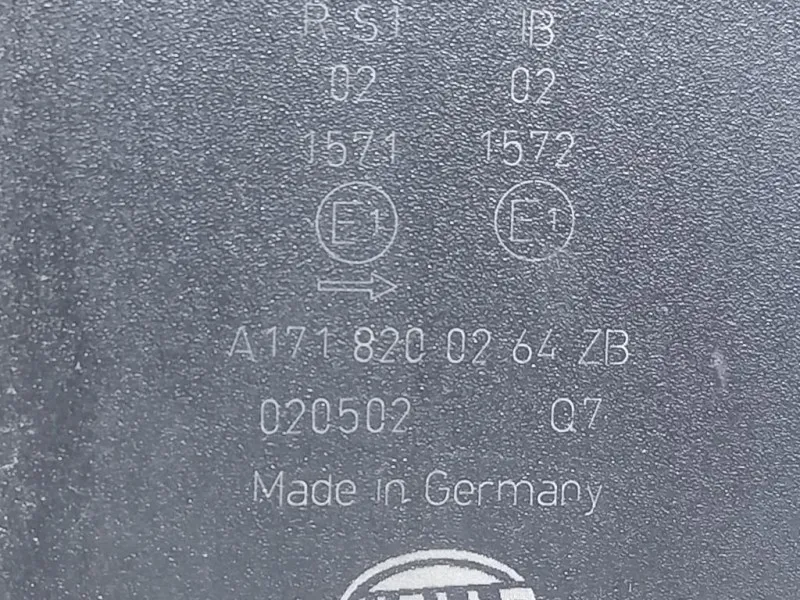 R S1 IB
02 02
1571 1572
E1 E1
A 171 820 02 64 ZB
020502 Q7
Made in Germany